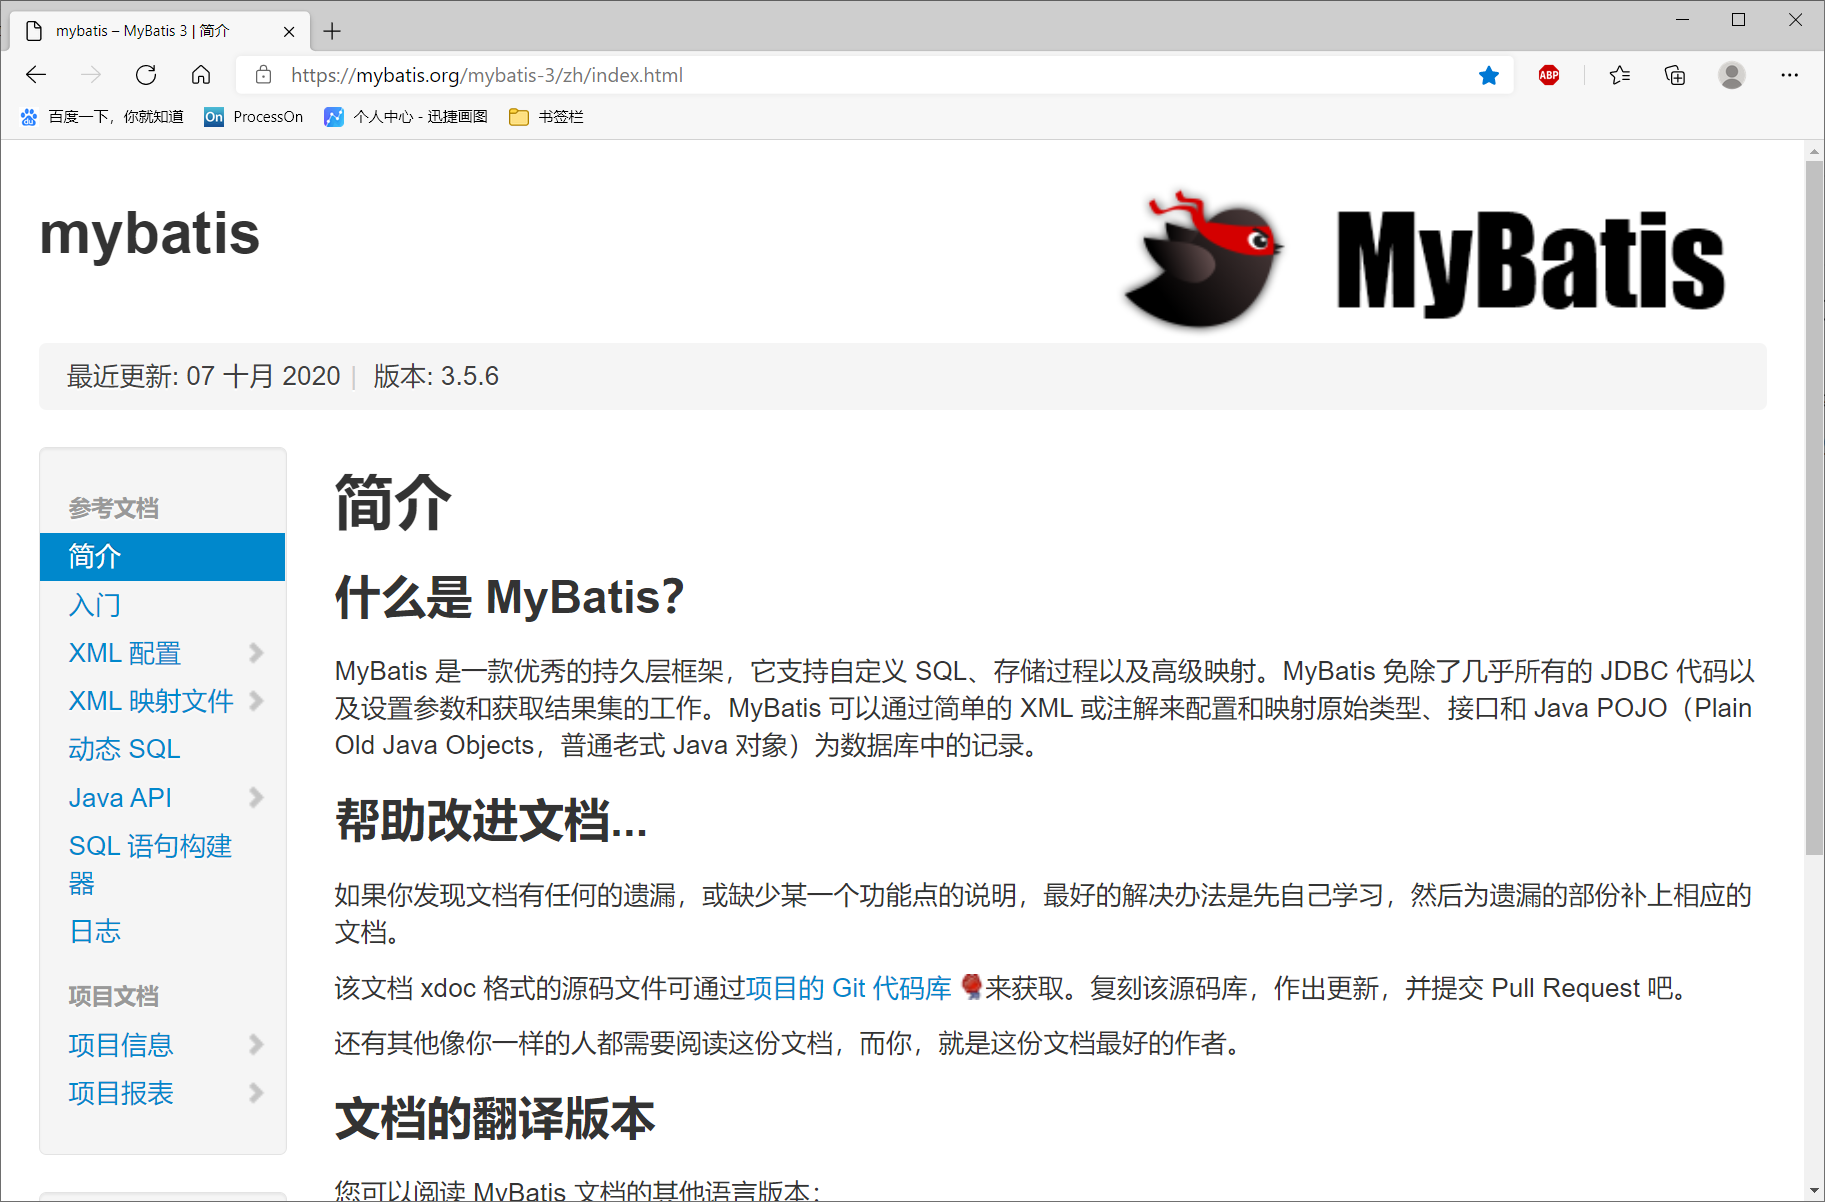 mybatis – MyBatis 3 | 简介
https://mybatis.org/mybatis-3/zh/index.html
ABP
百度一下，你就知道
On
ProcessOn
个人中心 - 迅捷画图
书签栏
mybatis
MyBatis
最近更新: 07 十月 2020 | 版本: 3.5.6
参考文档
简介
入门
XML 配置
XML 映射文件
动态 SQL
Java API
SQL 语句构建
器
日志
项目文档
项目信息
项目报表
简介
什么是 MyBatis？
MyBatis 是一款优秀的持久层框架，它支持自定义 SQL、存储过程以及高级映射。MyBatis 免除了几乎所有的 JDBC 代码以
及设置参数和获取结果集的工作。MyBatis 可以通过简单的 XML 或注解来配置和映射原始类型、接口和 Java POJO（Plain
Old Java Objects，普通老式 Java 对象）为数据库中的记录。
帮助改进文档...
如果你发现文档有任何的遗漏，或缺少某一个功能点的说明，最好的解决办法是先自己学习，然后为遗漏的部份补上相应的
文档。
该文档 xdoc 格式的源码文件可通过项目的 Git 代码库来获取。复刻该源码库，作出更新，并提交 Pull Request 吧。
还有其他像你一样的人都需要阅读这份文档，而你，就是这份文档最好的作者。
文档的翻译版本
您可以阅读 MyBatis 文档的其他语言版本：